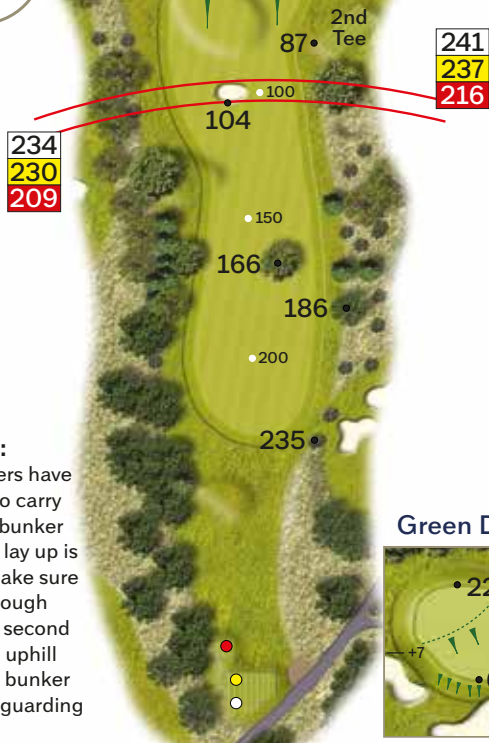 2nd
Tee
87
241
237
216
100
104
234
230
209
150
166
186
200
235
:
ers have
o carry
bunker
lay up is
ake sure
ough
second
uphill
bunker
guarding
Green D
22
+7